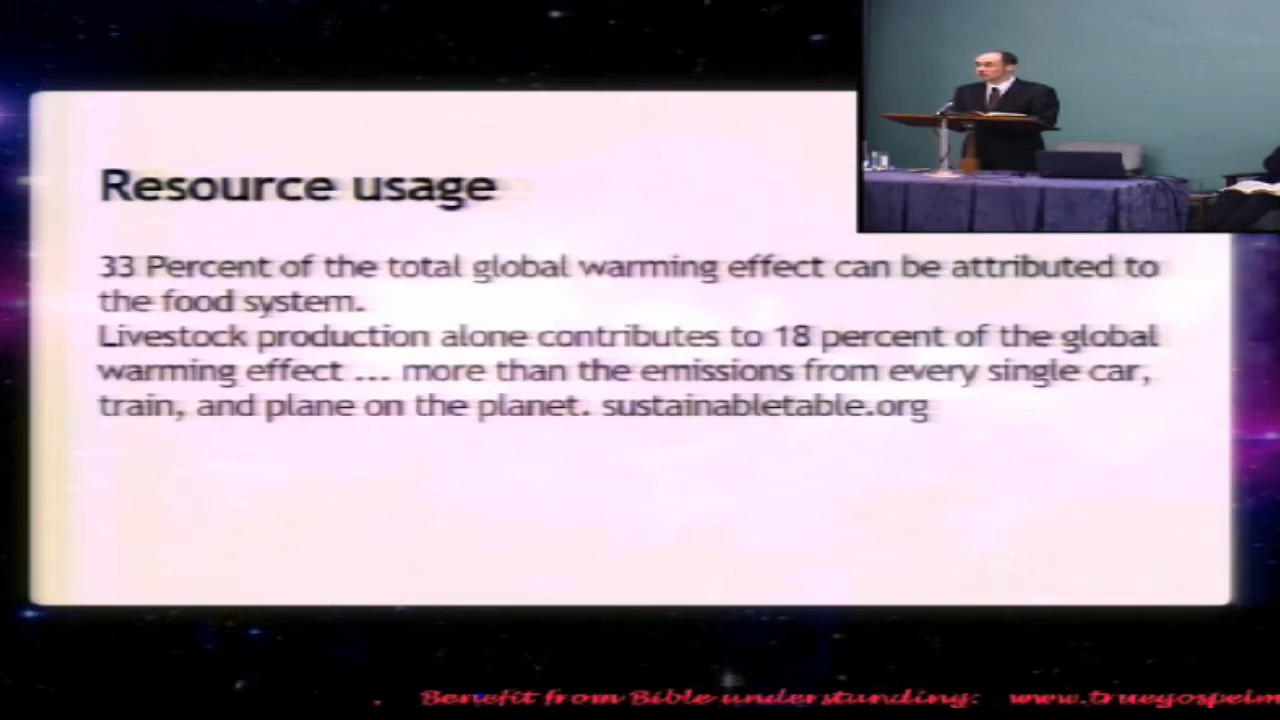 Resource usage
33 Percent of the total global warming effect can be attributed to
the food system.
Livestock production alone contributes to 18 percent of the global
warming effect ... more than the emissions from every single car,
train, and plane on the planet. sustainabletable.org
. Benefit from Bible understanding: www.truegospelm